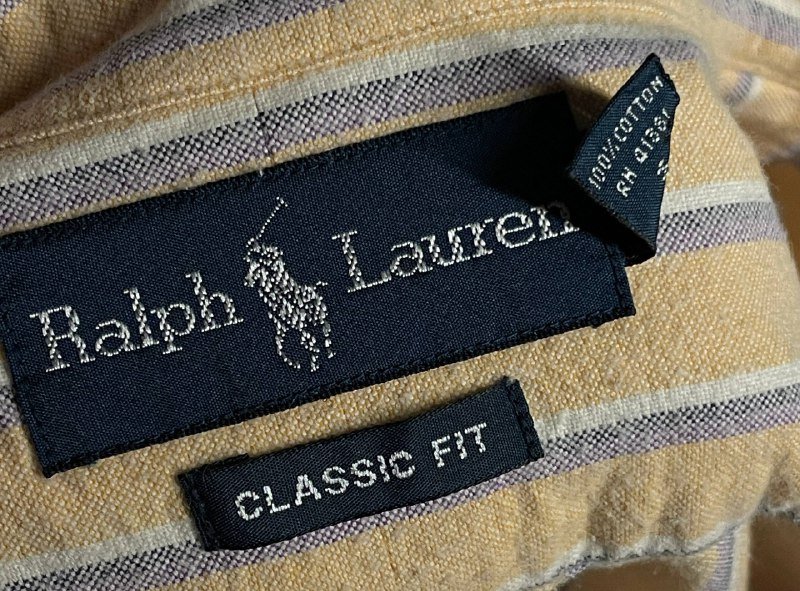 Ralph Lauren
100% COTTON
CLASSIC FIT